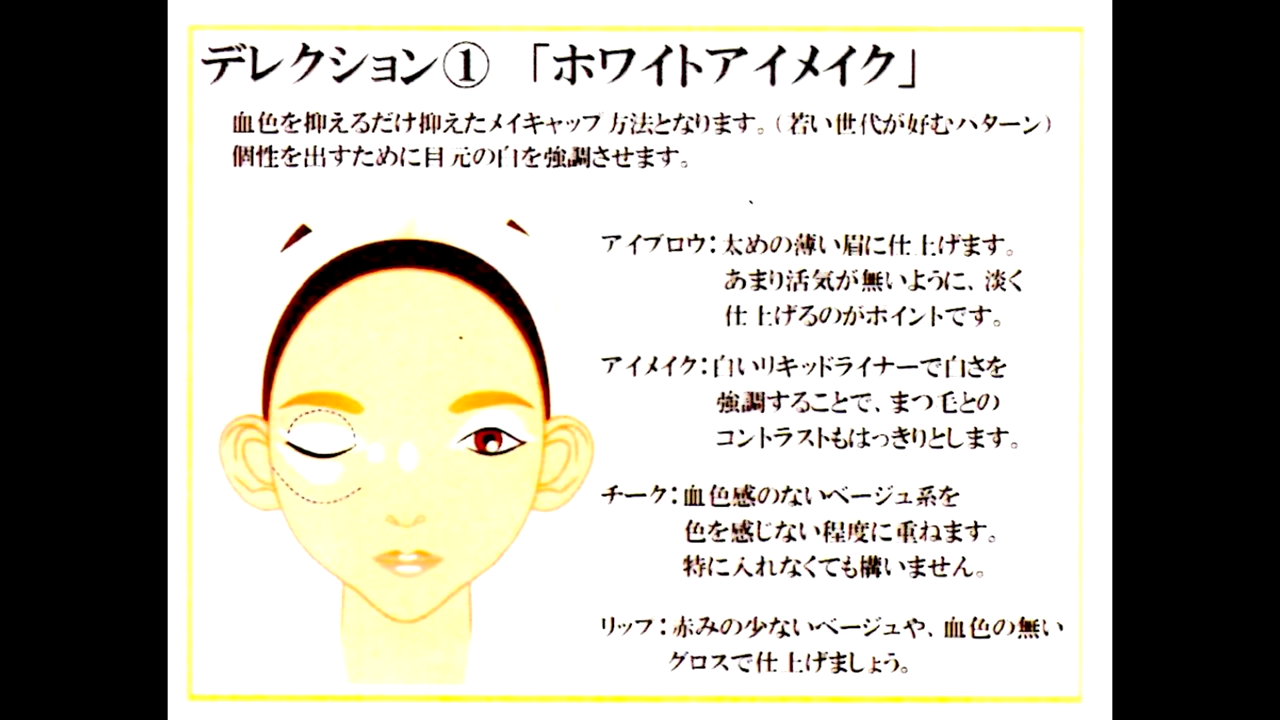 デレクション① 「ホワイトアイメイク」
血色を抑えるだけ抑えたメイキャップ方法となります。（若い世代が好むパターン）
個性を出すために目元の白を強調させます。
アイブロウ：太めの薄い眉に仕上げます。
あまり活気が無いように、淡く
仕上げるのがポイントです。
アイメイク：白いリキッドライナーで白さを
強調することで、まつ毛との
コントラストもはっきりとします。
チーク：血色感のないベージュ系を
色を感じない程度に重ねます。
特に入れなくても構いません。
リップ：赤みの少ないベージュや、血色の無い
グロスで仕上げましょう。